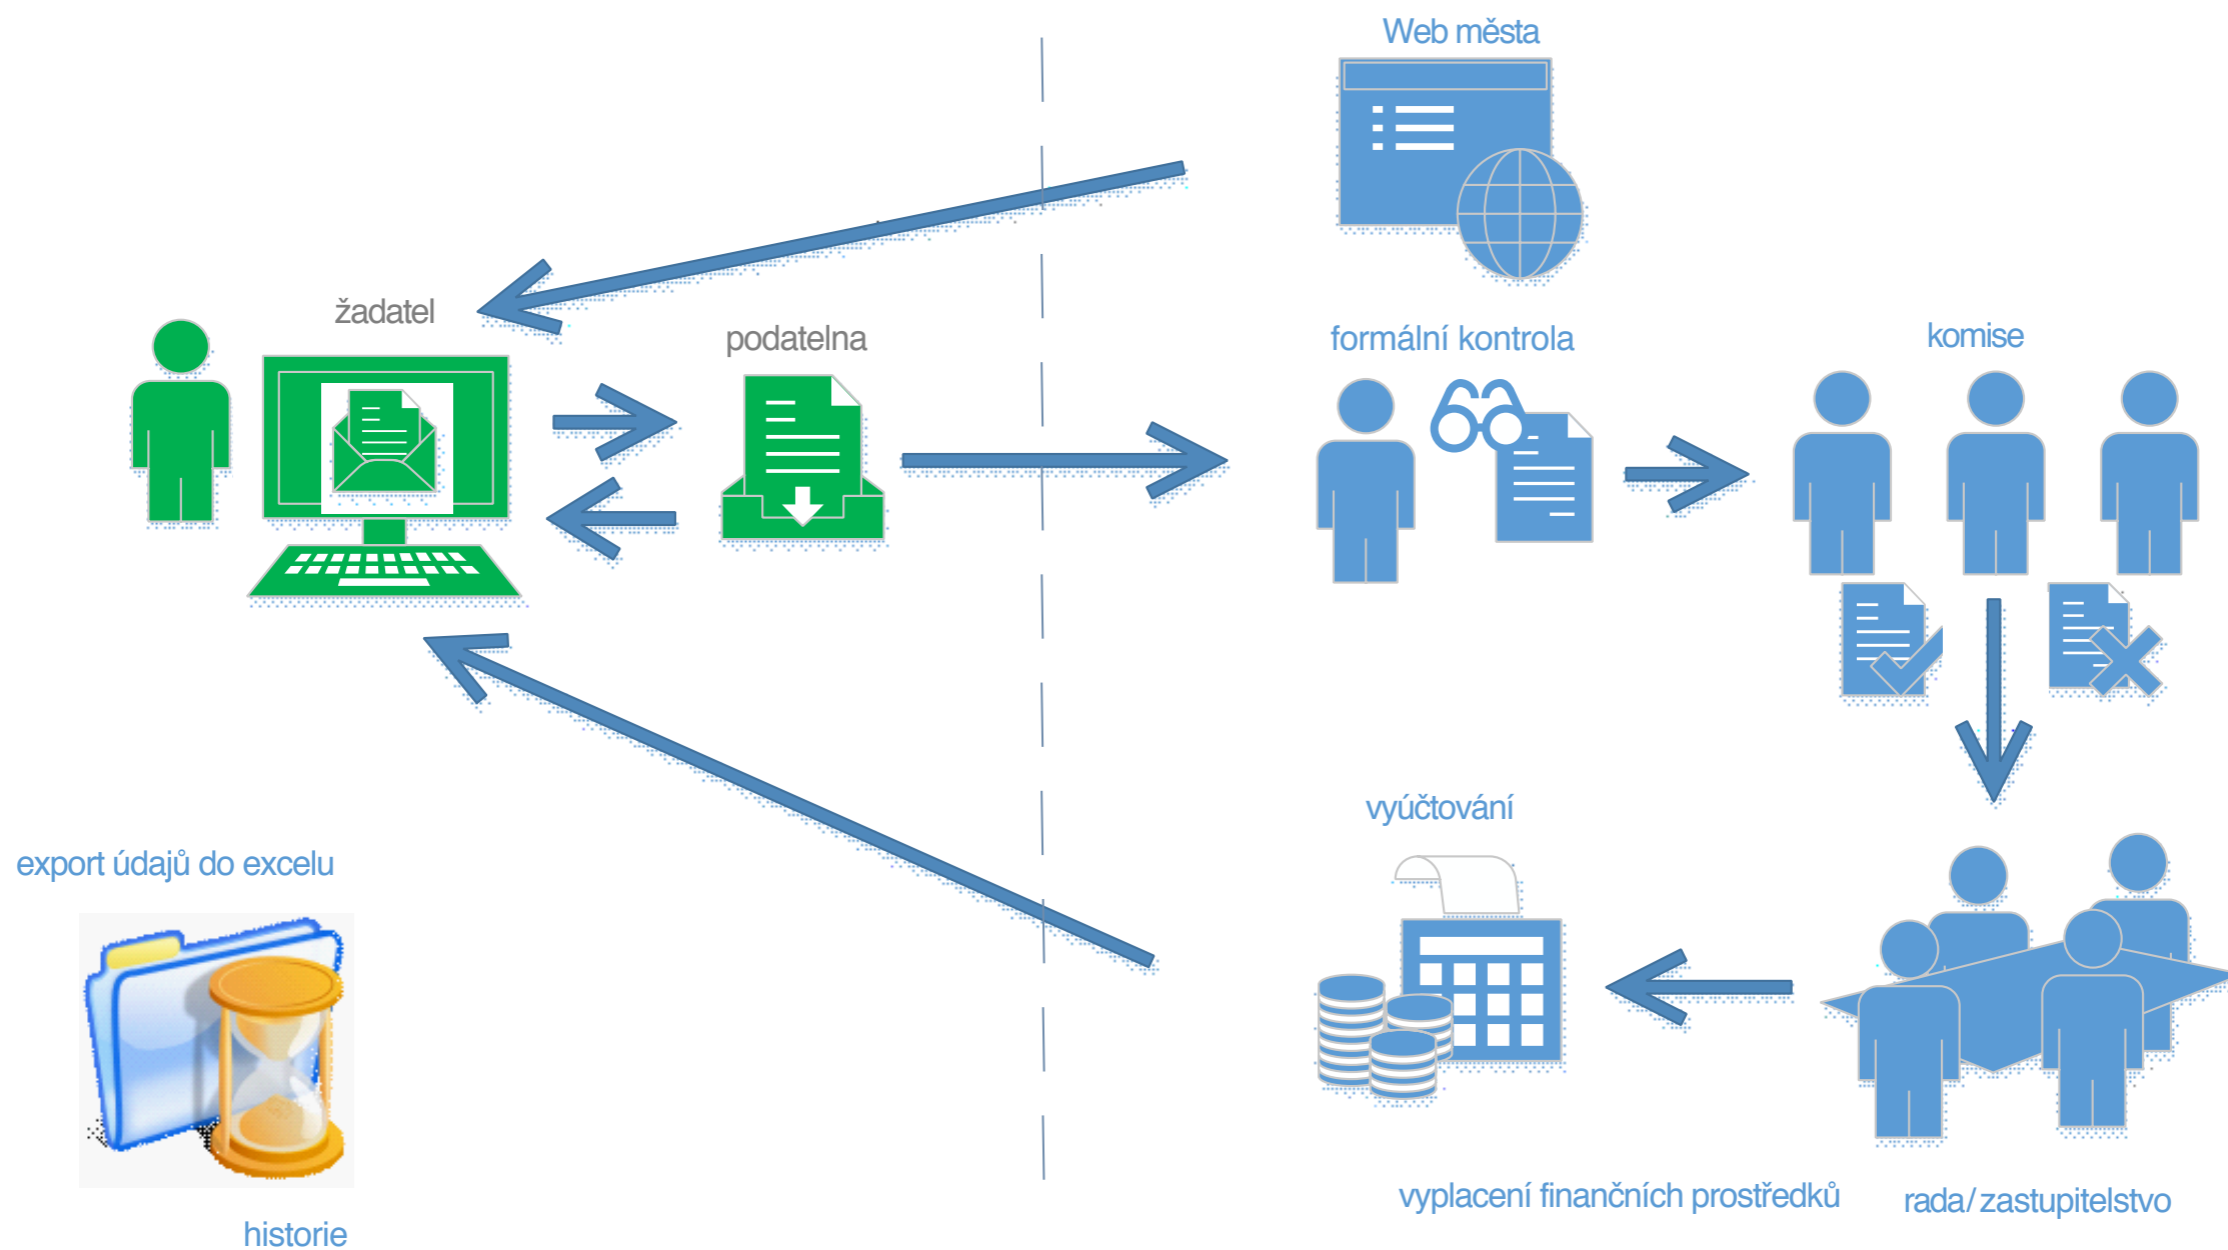 Web města
žadatel
podatelna
formální kontrola
komise
vyúčtování
export údajů do excelu
vyplacení finančních prostředků
rada/zastupitelstvo
historie